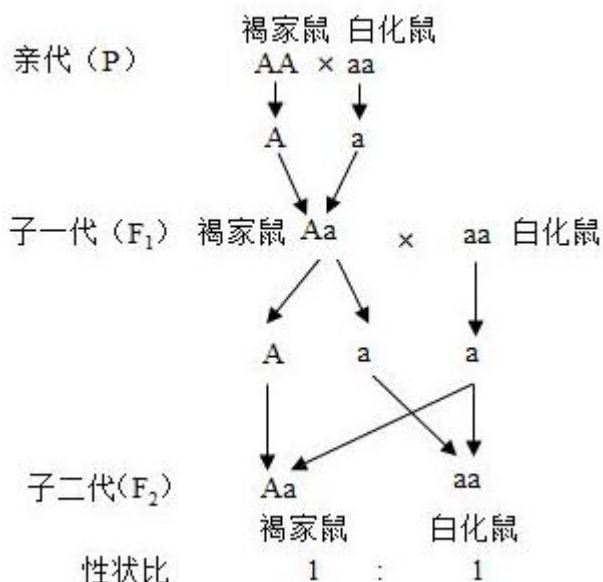 褐家鼠 白化鼠
亲代（P） AA × aa
A a
子一代（F₁） 褐家鼠 Aa × aa 白化鼠
A a a
子二代(F₂) Aa aa
褐家鼠 白化鼠
性状比 1 : 1